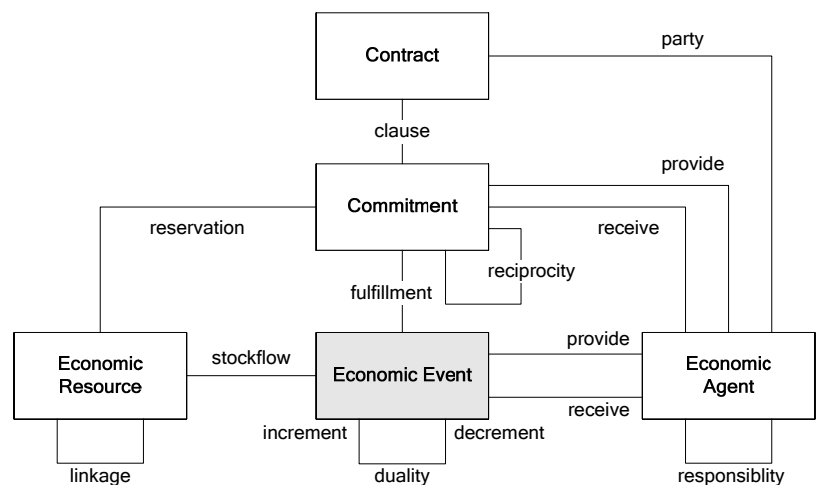 party
Contract
clause
provide
Commitment
reservation
receive
reciprocity
fulfillment
provide
Economic
Resource
stockflow
Economic Event
Economic
Agent
receive
increment
decrement
linkage
duality
responsiblity